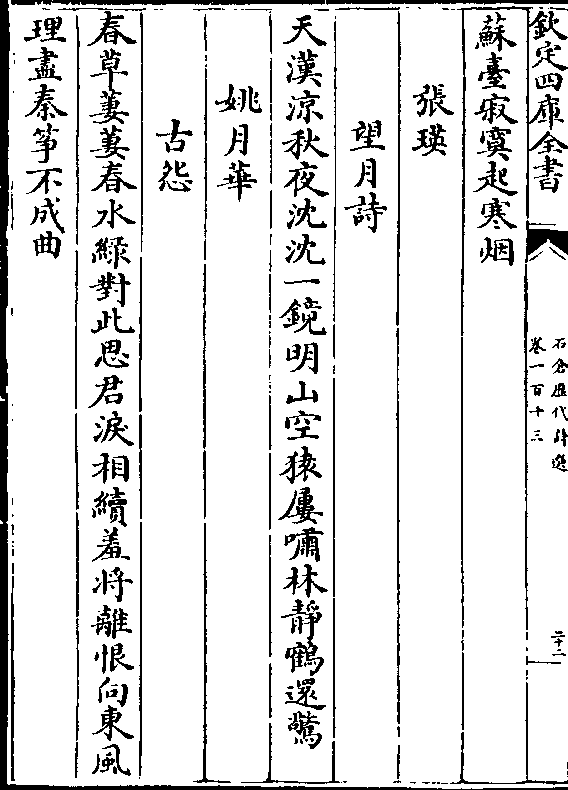 欽定四庫全書
石倉歷代詩選
卷一百十三
二十二
蘇臺寂寞起寒烟
張瑛
望月詩
天漢涼秋夜沈沈一鏡明山空猿屢嘯林靜鶴還驚
姚月華
古怨
春草萋萋春水緑對此思君淚相續羞將離恨向東風
理盡秦筝不成曲